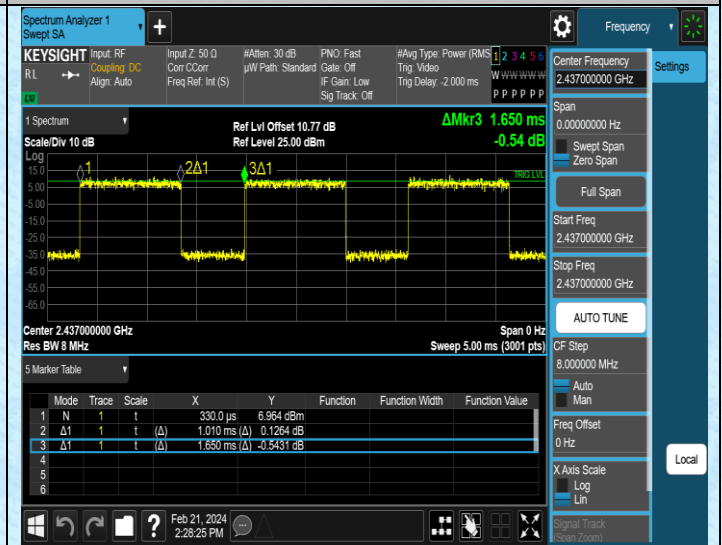 Spectrum Analyzer 1
Swept SA
+
Frequency
KEYSIGHT Input: RF
RL Coupling: DC
Align: Auto
Input Z: 50 Ω
Corr CCorr
Freq Ref: Int (S)
#Atten: 30 dB
µW Path: Standard
PNO: Fast
Gate: Off
IF Gain: Low
Sig Track: Off
#Avg Type: Power (RMS
Trig: Video
Trig Delay: -2.000 ms
1 2 3 4 5 6
W W W W W W
P P P P P P
LXI
1 Spectrum
Scale/Div 10 dB
Ref Lvl Offset 10.77 dB
Ref Level 25.00 dBm
ΔMkr3 1.650 ms
-0.54 dB
Log
15.0
5.00
-5.00
-15.0
-25.0
-35.0
-45.0
-55.0
-65.0
1
2Δ1
3Δ1
TRIG LVL
Center 2.437000000 GHz
Res BW 8 MHz
Span 0 Hz
Sweep 5.00 ms (3001 pts)
5 Marker Table
Mode Trace Scale X Y Function Function Width Function Value
1 N 1 t 330.0 µs 6.964 dBm
2 Δ1 1 t (Δ) 1.010 ms (Δ) 0.1264 dB
3 Δ1 1 t (Δ) 1.650 ms (Δ) -0.5431 dB
4
5
6
Feb 21, 2024
2:28:25 PM
?
Center Frequency
2.437000000 GHz
Span
0.00000000 Hz
Swept Span
Zero Span
Full Span
Start Freq
2.437000000 GHz
Stop Freq
2.437000000 GHz
AUTO TUNE
CF Step
8.000000 MHz
Auto
Man
Freq Offset
0 Hz
X Axis Scale
Log
Lin
Signal Track
(Span Zoom)
Settings
Local